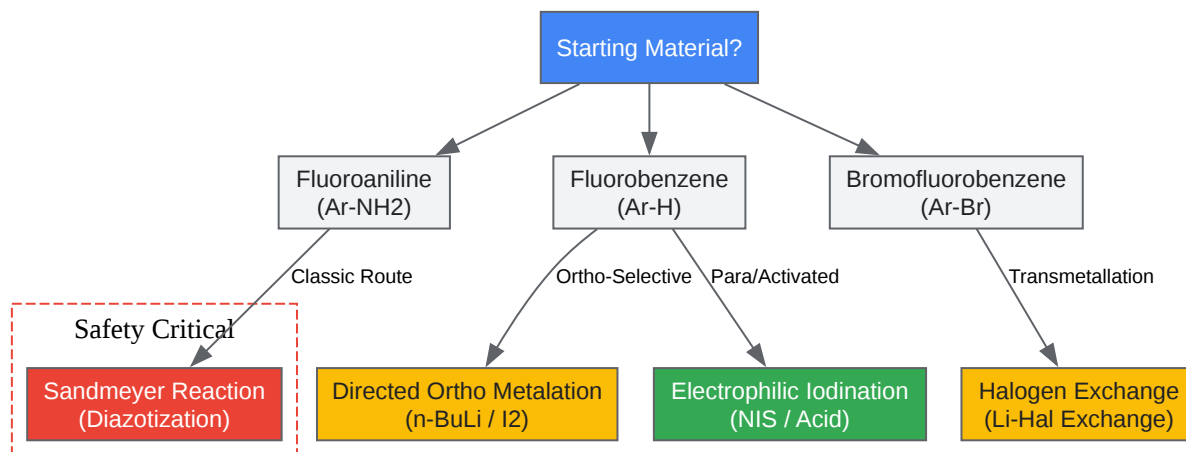 Starting Material?
Fluoroaniline
(Ar-NH2)
Fluorobenzene
(Ar-H)
Bromofluorobenzene
(Ar-Br)
Classic Route
Ortho-Selective
Para/Activated
Transmetallation
Safety Critical
Sandmeyer Reaction
(Diazotization)
Directed Ortho Metalation
(n-BuLi / I2)
Electrophilic Iodination
(NIS / Acid)
Halogen Exchange
(Li-Hal Exchange)